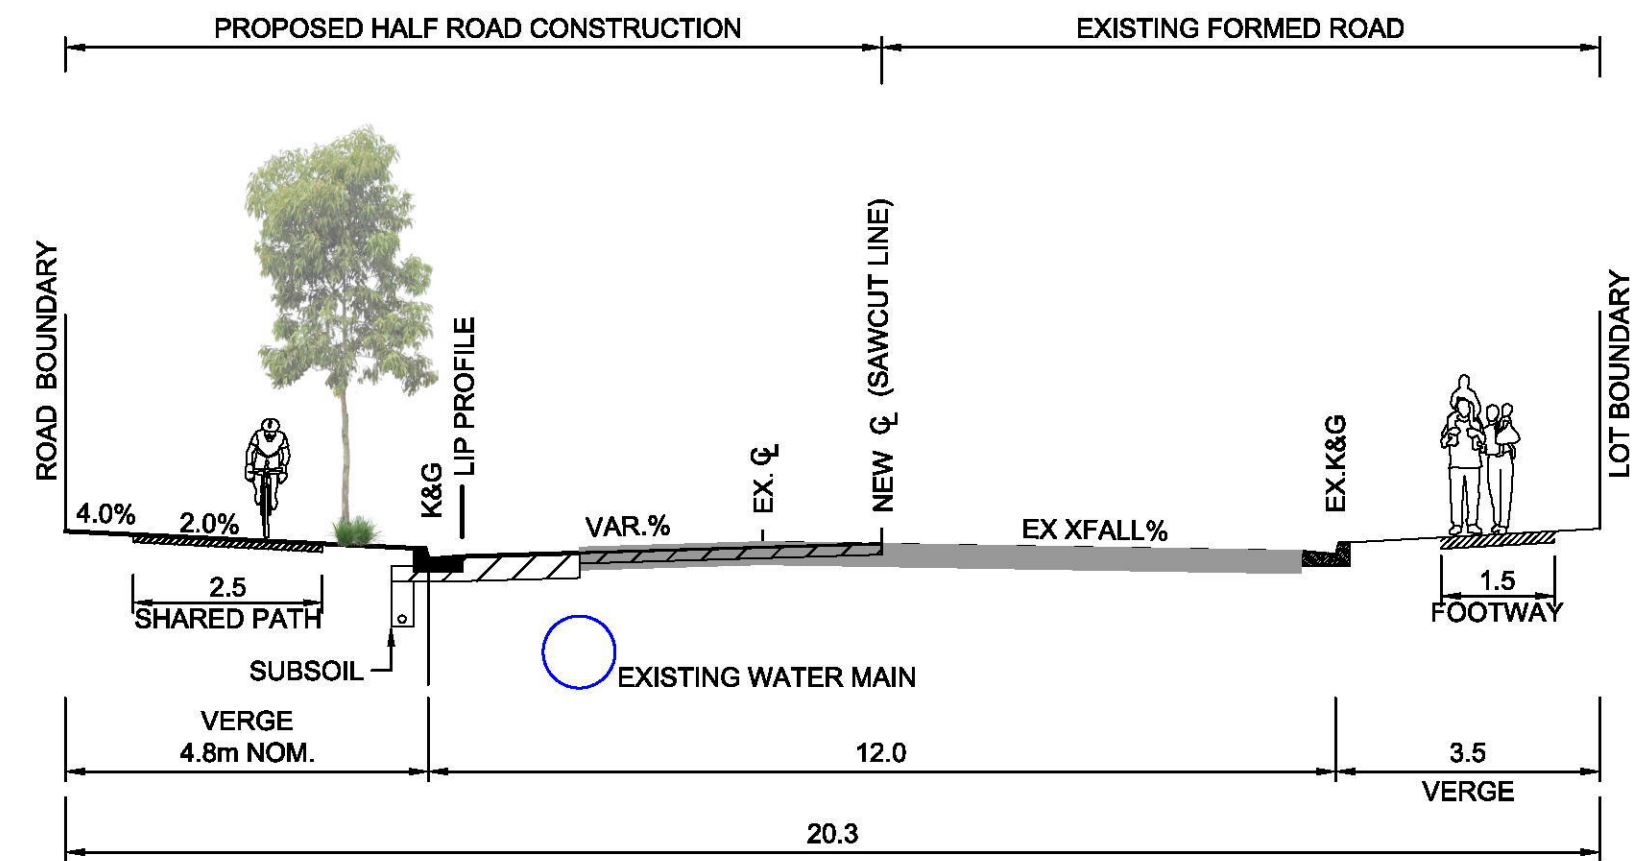 PROPOSED HALF ROAD CONSTRUCTION
EXISTING FORMED ROAD
ROAD BOUNDARY
4.0%
2.0%
K&G
LIP PROFILE
VAR.%
EX. ℄
NEW ℄ (SAWCUT LINE)
EX XFALL%
EX.K&G
LOT BOUNDARY
2.5
SHARED PATH
1.5
FOOTWAY
SUBSOIL
EXISTING WATER MAIN
VERGE
4.8m NOM.
12.0
3.5
VERGE
20.3